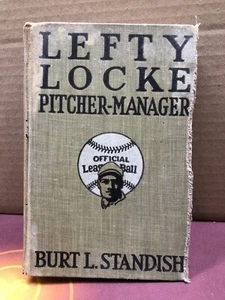 LEFTY
LOCKE
PITCHER-MANAGER
OFFICIAL
League Ball
BURT L. STANDISH